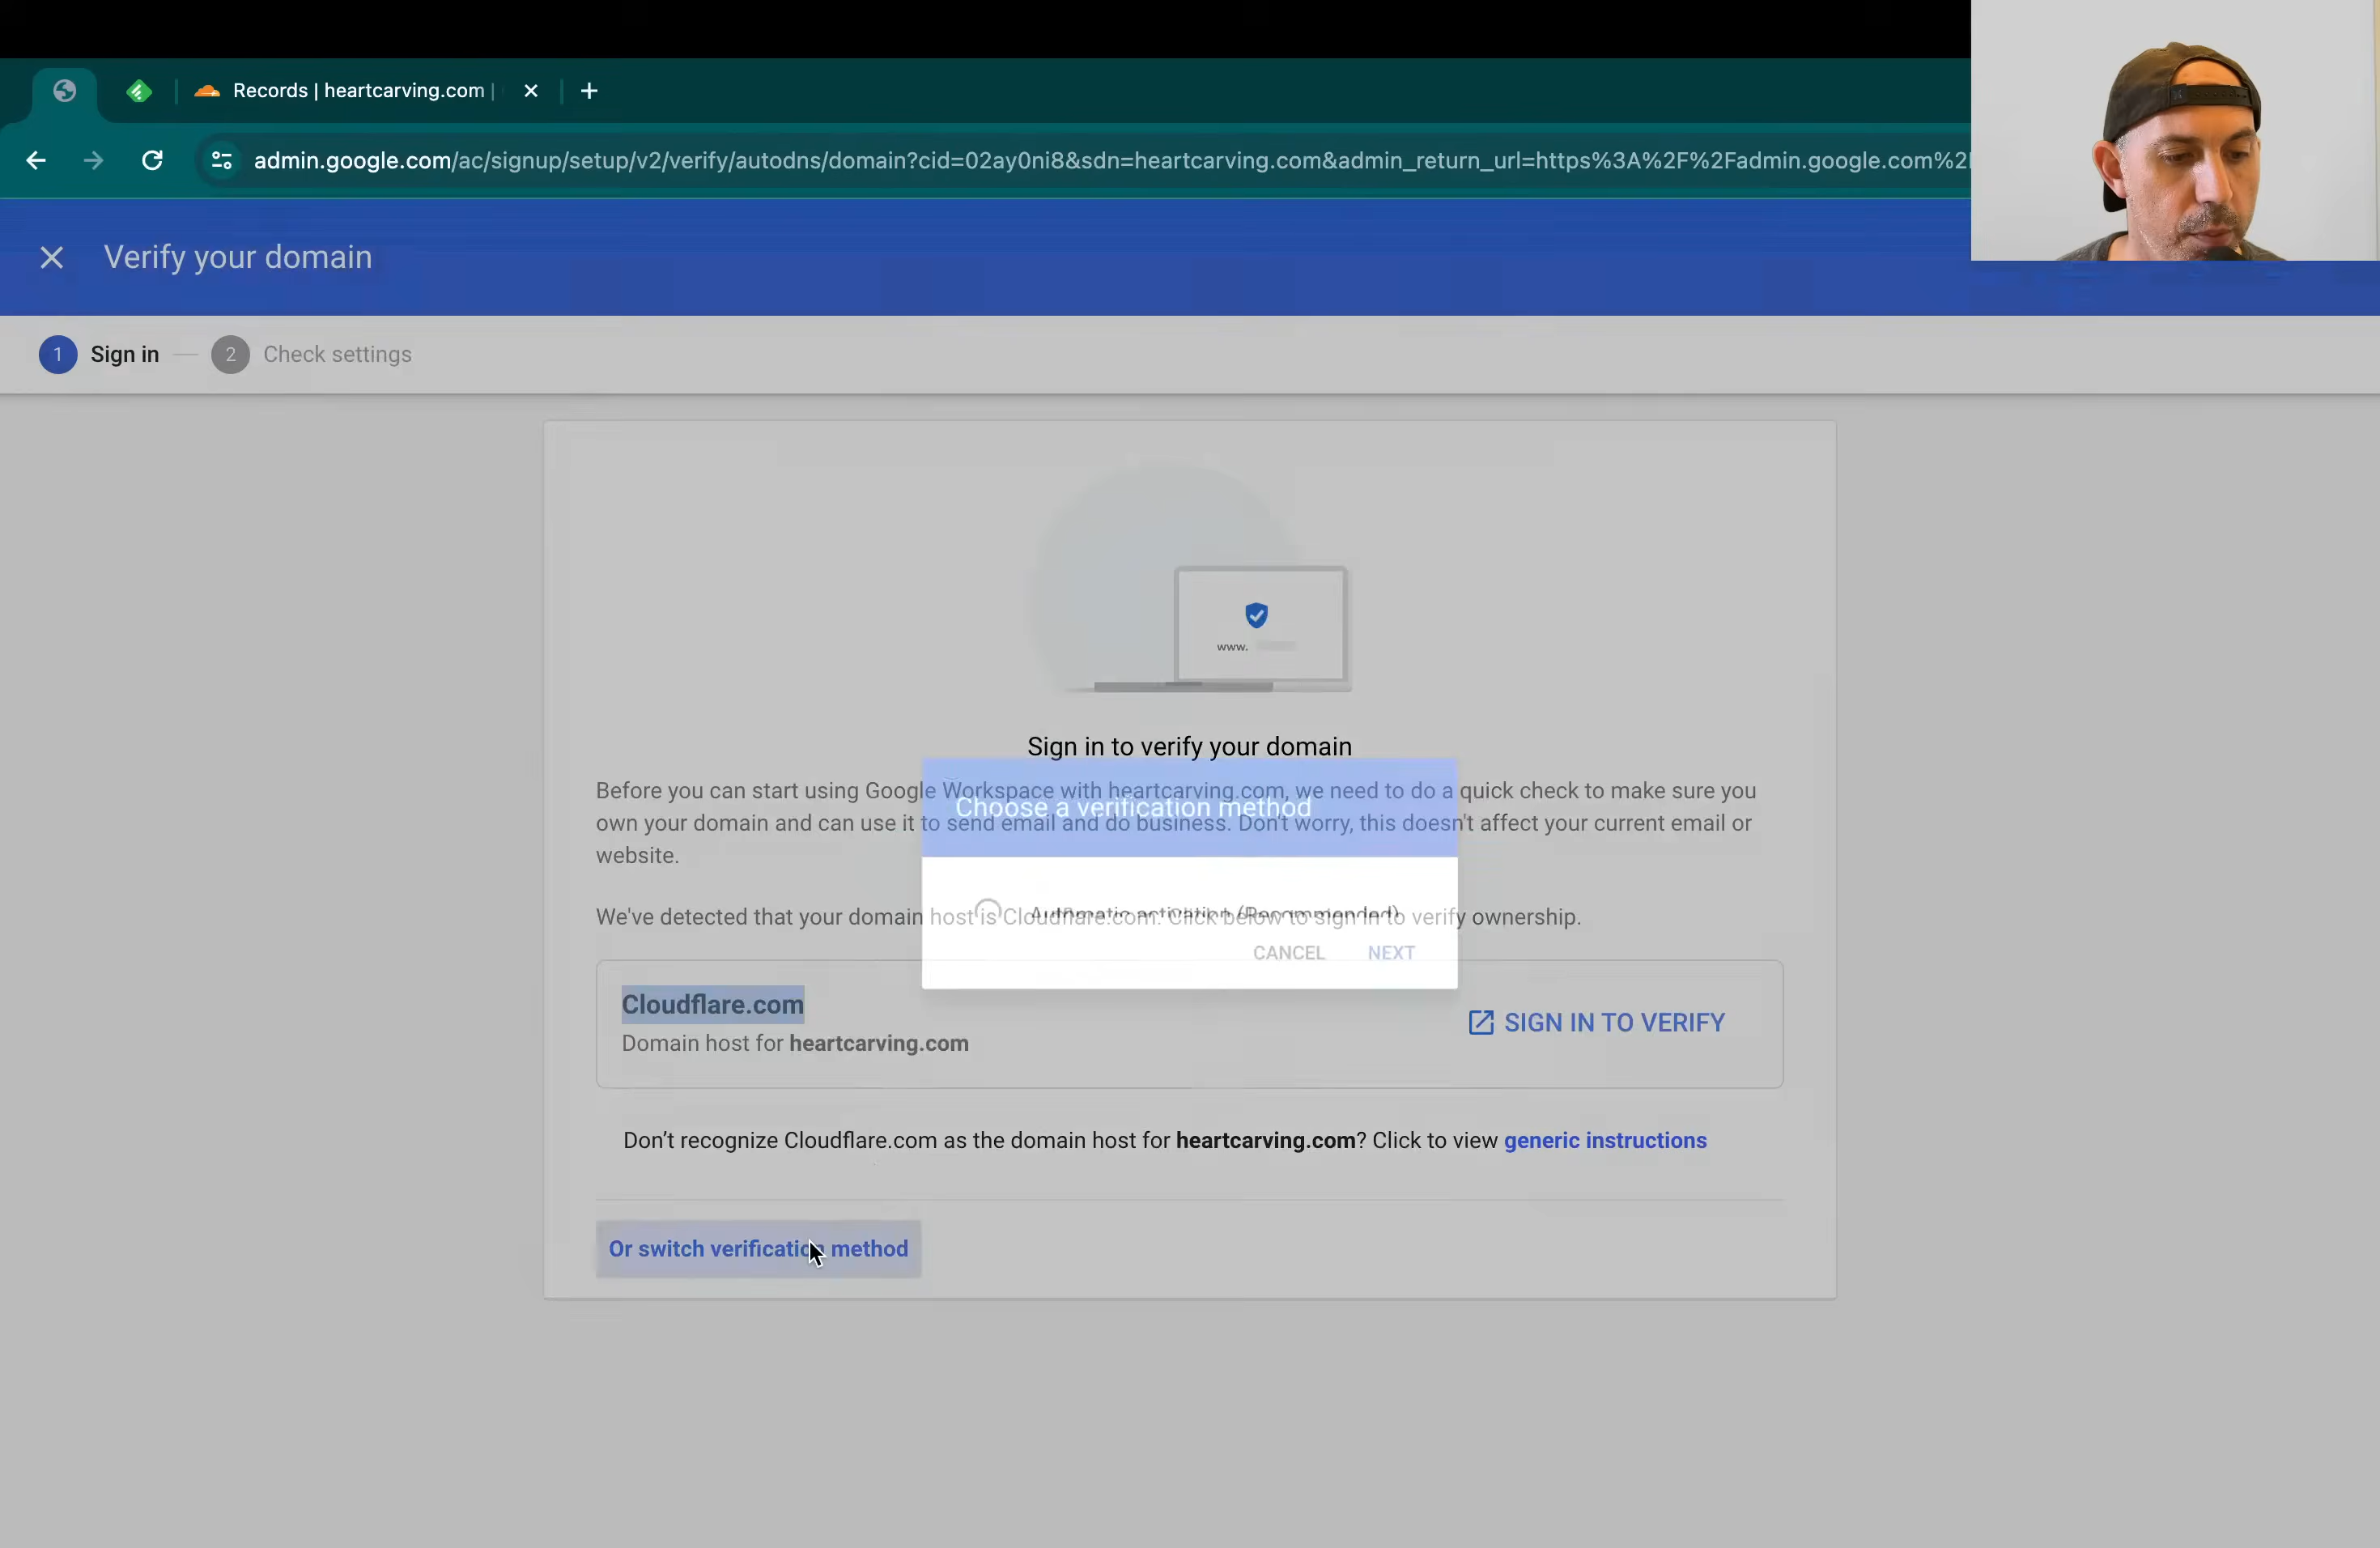 Records | heartcarving.com |
admin.google.com/ac/signup/setup/v2/verify/autodns/domain?cid=02ay0ni8&sdn=heartcarving.com&admin_return_url=https%3A%2F%2Fadmin.google.com%2
Verify your domain
1 Sign in 2 Check settings
www.
Sign in to verify your domain
Before you can start using Google Workspace with heartcarving.com, we need to do a quick check to make sure you
own your domain and can use it to send email and do business. Don't worry, this doesn't affect your current email or
website.
Choose a verification method
We've detected that your domain host is Cloudflare.com. Click below to sign in to verify ownership.
Automatic activation (Recommended)
CANCEL NEXT
Cloudflare.com
Domain host for heartcarving.com
SIGN IN TO VERIFY
Don’t recognize Cloudflare.com as the domain host for heartcarving.com? Click to view generic instructions
Or switch verification method